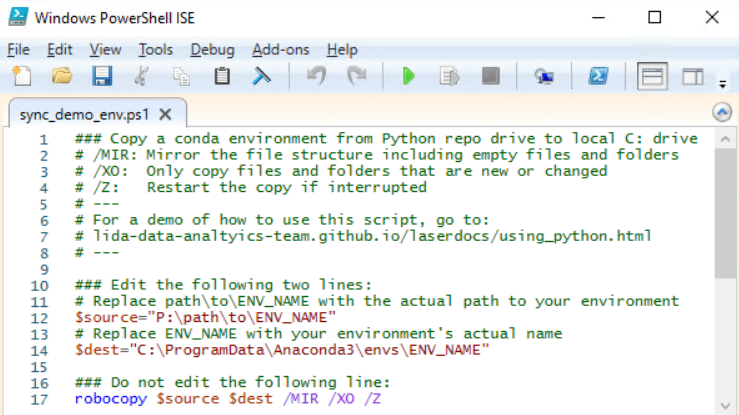 Windows PowerShell ISE
File Edit View Tools Debug Add-ons Help
sync_demo_env.ps1
1 ### Copy a conda environment from Python repo drive to local C: drive
2 # /MIR: Mirror the file structure including empty files and folders
3 # /XO:  Only copy files and folders that are new or changed
4 # /Z:   Restart the copy if interrupted
5 # ---
6 # For a demo of how to use this script, go to:
7 # lida-data-analtyics-team.github.io/laserdocs/using_python.html
8 # ---
9
10 ### Edit the following two lines:
11 # Replace path\to\ENV_NAME with the actual path to your environment
12 $source="P:\path\to\ENV_NAME"
13 # Replace ENV_NAME with your environment's actual name
14 $dest="C:\ProgramData\Anaconda3\envs\ENV_NAME"
15
16 ### Do not edit the following line:
17 robocopy $source $dest /MIR /XO /Z